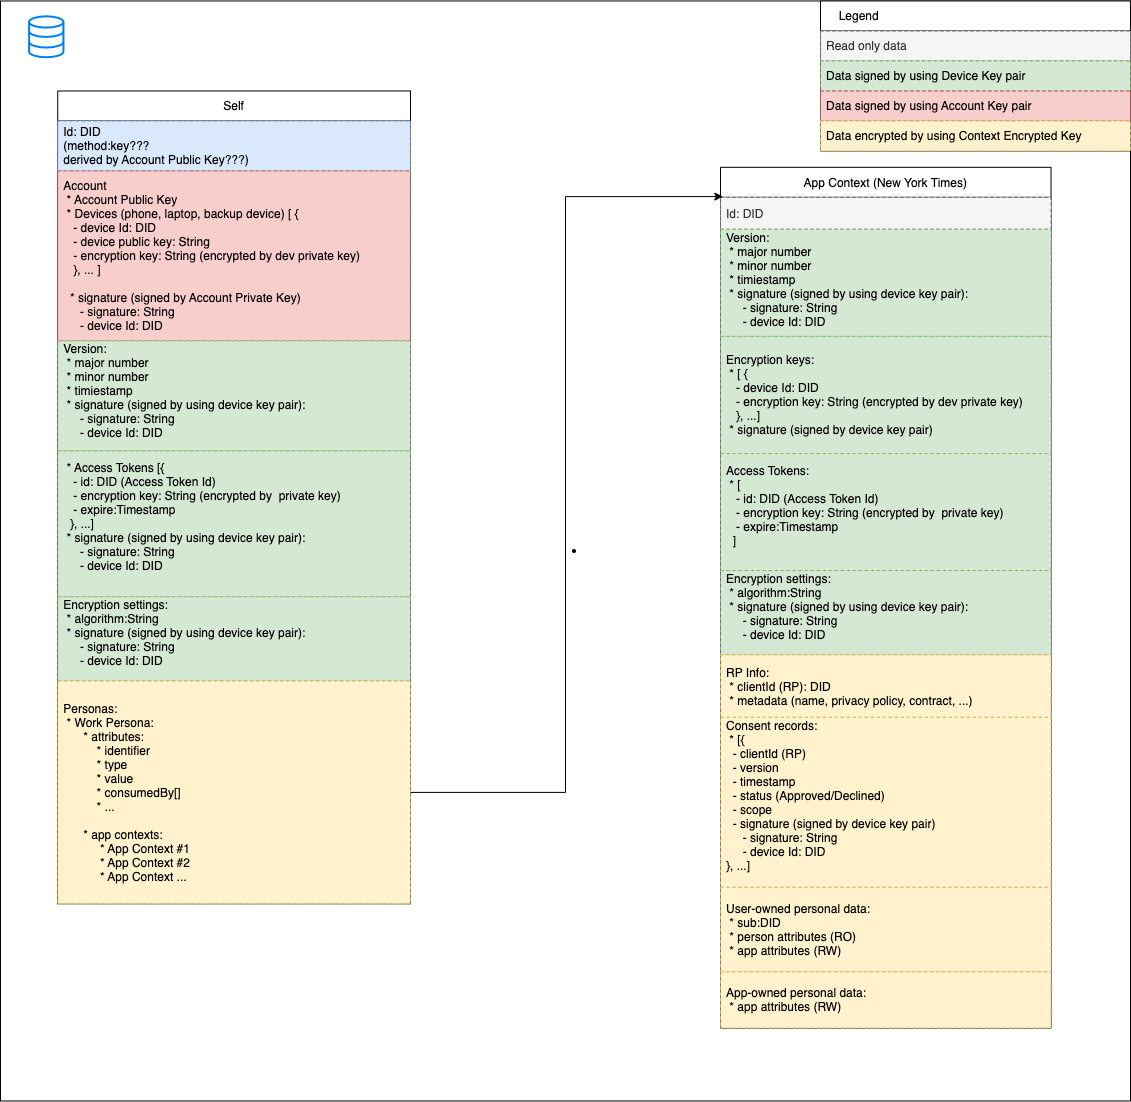 Legend
Read only data
Data signed by using Device Key pair
Data signed by using Account Key pair
Data encrypted by using Context Encrypted Key
Self
Id: DID
(method:key???
derived by Account Public Key???)
Account
* Account Public Key
* Devices (phone, laptop, backup device) [ {
- device Id: DID
- device public key: String
- encryption key: String (encrypted by dev private key)
}, ... ]
* signature (signed by Account Private Key)
- signature: String
- device Id: DID
Version:
* major number
* minor number
* timiestamp
* signature (signed by using device key pair):
- signature: String
- device Id: DID
* Access Tokens [{
- id: DID (Access Token Id)
- encryption key: String (encrypted by  private key)
- expire:Timestamp
}, ...]
* signature (signed by using device key pair):
- signature: String
- device Id: DID
Encryption settings:
* algorithm:String
* signature (signed by using device key pair):
- signature: String
- device Id: DID
Personas:
* Work Persona:
* attributes:
* identifier
* type
* value
* consumedBy[]
* ...
* app contexts:
* App Context #1
* App Context #2
* App Context ...
App Context (New York Times)
Id: DID
Version:
* major number
* minor number
* timiestamp
* signature (signed by using device key pair):
- signature: String
- device Id: DID
Encryption keys:
* [ {
- device Id: DID
- encryption key: String (encrypted by dev private key)
}, ...]
* signature (signed by device key pair)
Access Tokens:
* [
- id: DID (Access Token Id)
- encryption key: String (encrypted by  private key)
- expire:Timestamp
]
Encryption settings:
* algorithm:String
* signature (signed by using device key pair):
- signature: String
- device Id: DID
RP Info:
* clientId (RP): DID
* metadata (name, privacy policy, contract, ...)
Consent records:
* [{
- clientId (RP)
- version
- timestamp
- status (Approved/Declined)
- scope
- signature (signed by device key pair)
- signature: String
- device Id: DID
}, ...]
User-owned personal data:
* sub:DID
* person attributes (RO)
* app attributes (RW)
App-owned personal data:
* app attributes (RW)